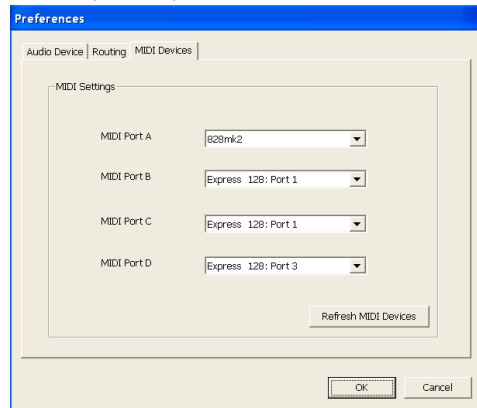 Preferences
Audio Device Routing MIDI Devices
MIDI Settings
MIDI Port A 828mk2
MIDI Port B Express 128: Port 1
MIDI Port C Express 128: Port 1
MIDI Port D Express 128: Port 3
Refresh MIDI Devices
OK Cancel